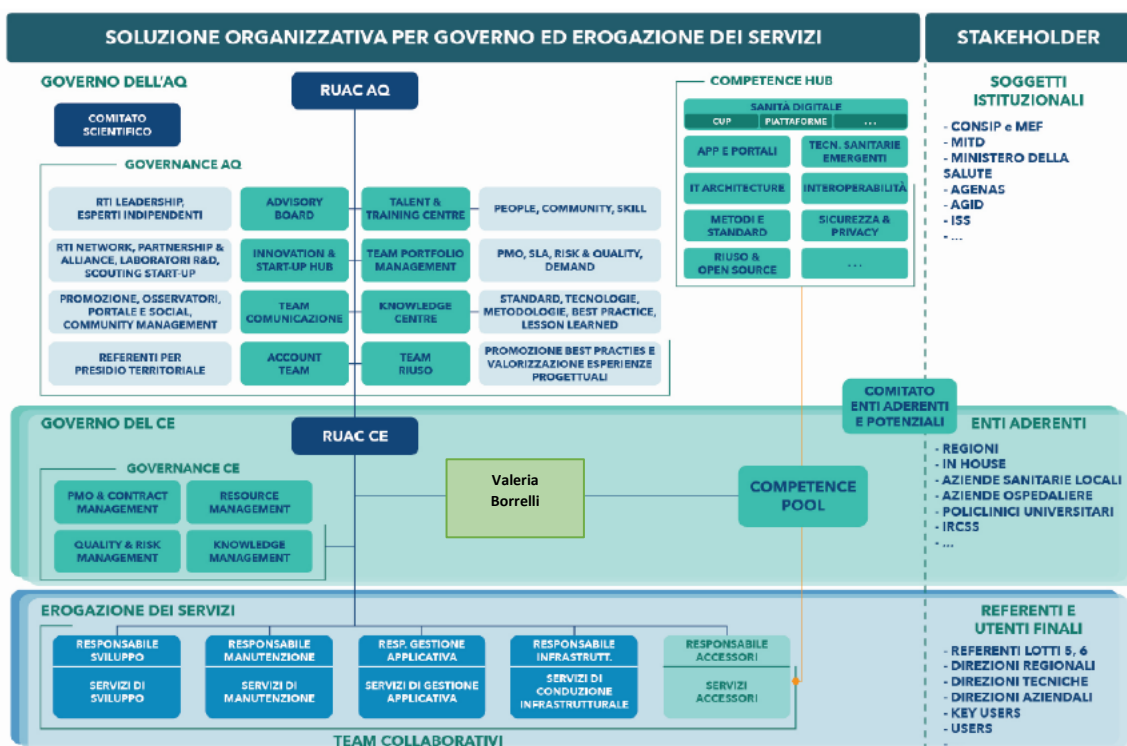 SOLUZIONE ORGANIZZATIVA PER GOVERNO ED EROGAZIONE DEI SERVIZI
STAKEHOLDER
GOVERNO DELL'AQ
RUAC AQ
COMITATO
SCIENTIFICO
GOVERNANCE AQ
RTI LEADERSHIP,
ESPERTI INDIPENDENTI
ADVISORY
BOARD
TALENT &
TRAINING CENTRE
PEOPLE, COMMUNITY, SKILL
RTI NETWORK, PARTNERSHIP &
ALLIANCE, LABORATORI R&D,
SCOUTING START-UP
INNOVATION &
START-UP HUB
TEAM PORTFOLIO
MANAGEMENT
PMO, SLA, RISK & QUALITY,
DEMAND
PROMOZIONE, OSSERVATORI,
PORTALE E SOCIAL,
COMMUNITY MANAGEMENT
TEAM
COMUNICAZIONE
KNOWLEDGE
CENTRE
STANDARD, TECNOLOGIE,
METODOLOGIE, BEST PRACTICE,
LESSON LEARNED
REFERENTI PER
PRESIDIO TERRITORIALE
ACCOUNT
TEAM
TEAM
RIUSO
PROMOZIONE BEST PRACTIES E
VALORIZZAZIONE ESPERIENZE
PROGETTUALI
COMPETENCE HUB
SANITÀ DIGITALE
CUP
PIATTAFORME
...
APP E PORTALI
TECN. SANITARIE
EMERGENTI
IT ARCHITECTURE
INTEROPERABILITÀ
METODI E
STANDARD
SICUREZZA &
PRIVACY
RIUSO &
OPEN SOURCE
...
SOGGETTI
ISTITUZIONALI
- CONSIP e MEF
- MITD
- MINISTERO DELLA
SALUTE
- AGENAS
- AGID
- ISS
- ...
COMITATO
ENTI ADERENTI
E POTENZIALI
GOVERNO DEL CE
RUAC CE
GOVERNANCE CE
PMO & CONTRACT
MANAGEMENT
RESOURCE
MANAGEMENT
QUALITY & RISK
MANAGEMENT
KNOWLEDGE
MANAGEMENT
Valeria
Borrelli
COMPETENCE
POOL
ENTI ADERENTI
- REGIONI
- IN HOUSE
- AZIENDE SANITARIE LOCALI
- AZIENDE OSPEDALIERE
- POLICLINICI UNIVERSITARI
- IRCSS
- ...
EROGAZIONE DEI SERVIZI
RESPONSABILE
SVILUPPO
SERVIZI DI
SVILUPPO
RESPONSABILE
MANUTENZIONE
SERVIZI DI
MANUTENZIONE
RESP. GESTIONE
APPLICATIVA
SERVIZI DI GESTIONE
APPLICATIVA
RESPONSABILE
INFRASTRUTT.
SERVIZI DI
CONDUZIONE
INFRASTRUTTURALE
RESPONSABILE
ACCESSORI
SERVIZI
ACCESSORI
TEAM COLLABORATIVI
REFERENTI E
UTENTI FINALI
- REFERENTI LOTTI 5, 6
- DIREZIONI REGIONALI
- DIREZIONI TECNICHE
- DIREZIONI AZIENDALI
- KEY USERS
- USERS
-